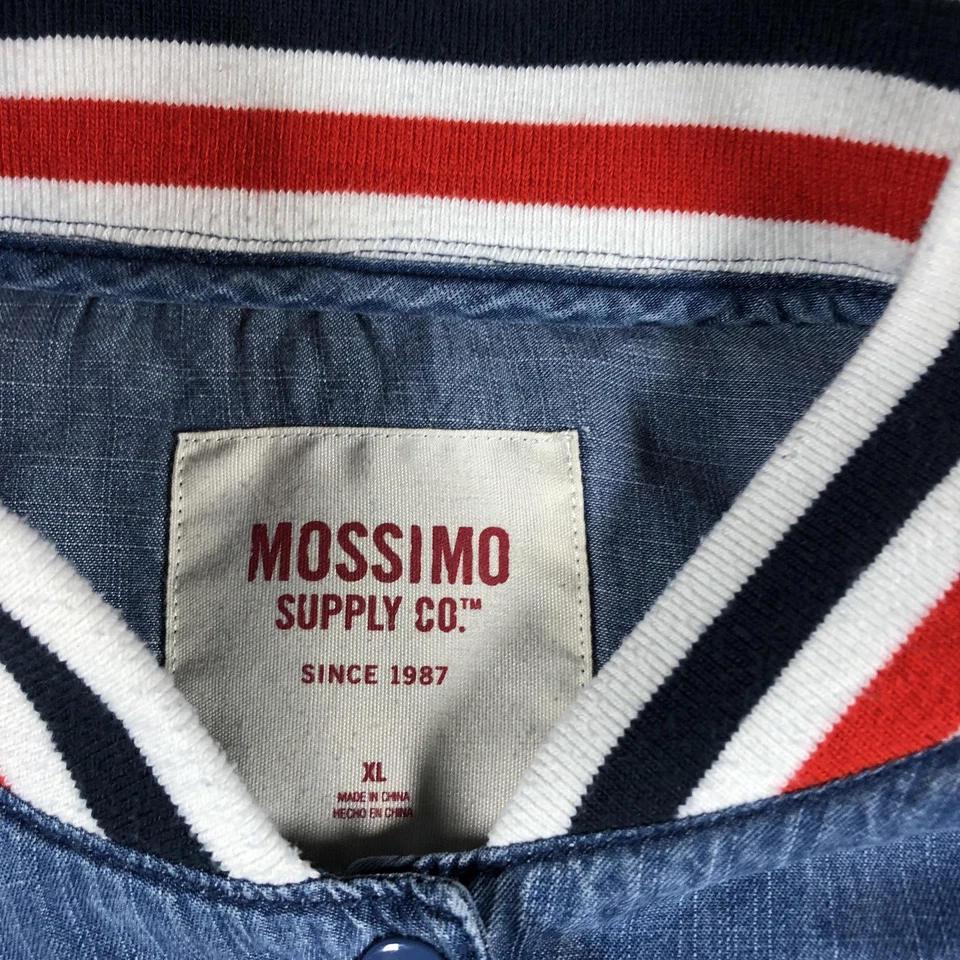 MOSSIMO
SUPPLY CO.™
SINCE 1987
XL
MADE IN CHINA
HECHO EN CHINA